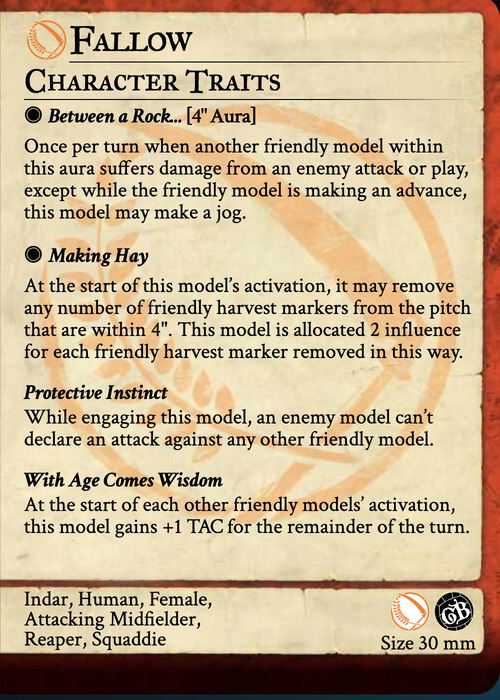 Fallow
Character Traits
Between a Rock... [4" Aura]
Once per turn when another friendly model within
this aura suffers damage from an enemy attack or play,
except while the friendly model is making an advance,
this model may make a jog.
Making Hay
At the start of this model's activation, it may remove
any number of friendly harvest markers from the pitch
that are within 4". This model is allocated 2 influence
for each friendly harvest marker removed in this way.
Protective Instinct
While engaging this model, an enemy model can't
declare an attack against any other friendly model.
With Age Comes Wisdom
At the start of each other friendly models' activation,
this model gains +1 TAC for the remainder of the turn.
Indar, Human, Female,
Attacking Midfielder,
Reaper, Squaddie
GB
Size 30 mm